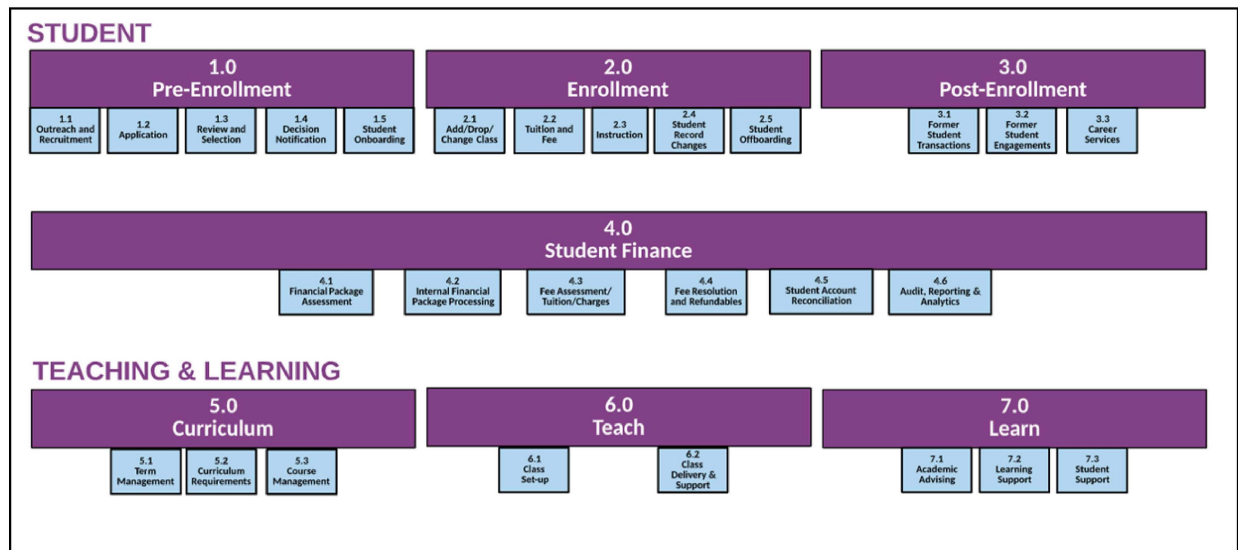 STUDENT
1.0
Pre-Enrollment
1.1
Outreach and
Recruitment
1.2
Application
1.3
Review and
Selection
1.4
Decision
Notification
1.5
Student
Onboarding
2.0
Enrollment
2.1
Add/Drop/
Change Class
2.2
Tuition and
Fee
2.3
Instruction
2.4
Student
Record
Changes
2.5
Student
Offboarding
3.0
Post-Enrollment
3.1
Former
Student
Transactions
3.2
Former
Student
Engagements
3.3
Career
Services
4.0
Student Finance
4.1
Financial Package
Assessment
4.2
Internal Financial
Package Processing
4.3
Fee Assessment/
Tuition/Charges
4.4
Fee Resolution
and Refundables
4.5
Student Account
Reconciliation
4.6
Audit, Reporting &
Analytics
TEACHING & LEARNING
5.0
Curriculum
5.1
Term
Management
5.2
Curriculum
Requirements
5.3
Course
Management
6.0
Teach
6.1
Class
Set-up
6.2
Class
Delivery &
Support
7.0
Learn
7.1
Academic
Advising
7.2
Learning
Support
7.3
Student
Support